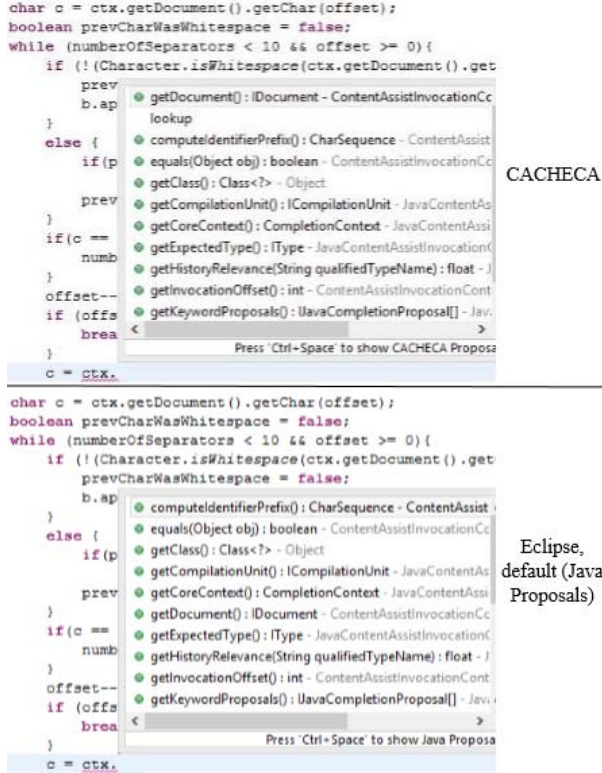 char c = ctx.getDocument().getChar(offset);
boolean prevCharWasWhitespace = false;
while (numberOfSeparators < 10 && offset >= 0){
if (!(Character.isWhitespace(ctx.getDocument().get
prev
b.ap
}
else {
if(p
prev
}
if(c ==
numb
}
offset--
if (offs
brea
}
c = ctx.
getDocument() : IDocument - ContentAssistInvocationCc
lookup
computeIdentifierPrefix() : CharSequence - ContentAssist
equals(Object obj) : boolean - ContentAssistInvocationCc
getClass() : Class<?> - Object
getCompilationUnit() : ICompilationUnit - JavaContentAs
getCoreContext() : CompletionContext - JavaContentAssi
getExpectedType() : IType - JavaContentAssistInvocation(
getHistoryRelevance(String qualifiedTypeName) : float - J
getInvocationOffset() : int - ContentAssistInvocationCont
getKeywordProposals() : IJavaCompletionProposal[] - Jav
Press 'Ctrl+Space' to show CACHECA Proposa
CACHECA
char c = ctx.getDocument().getChar(offset);
boolean prevCharWasWhitespace = false;
while (numberOfSeparators < 10 && offset >= 0){
if (!(Character.isWhitespace(ctx.getDocument().get
prevCharWasWhitespace = false;
b.ap
}
else {
if(p
prev
}
if(c ==
numb
}
offset--
if (offs
brea
}
c = ctx.
computeIdentifierPrefix() : CharSequence - ContentAssist
equals(Object obj) : boolean - ContentAssistInvocationCc
getClass() : Class<?> - Object
getCompilationUnit() : ICompilationUnit - JavaContentAs
getCoreContext() : CompletionContext - JavaContentAssi
getDocument() : IDocument - ContentAssistInvocationCc
getExpectedType() : IType - JavaContentAssistInvocation(
getHistoryRelevance(String qualifiedTypeName) : float - J
getInvocationOffset() : int - ContentAssistInvocationCont
getKeywordProposals() : IJavaCompletionProposal[] - Jav
Press 'Ctrl+Space' to show Java Proposa
Eclipse,
default (Java
Proposals)